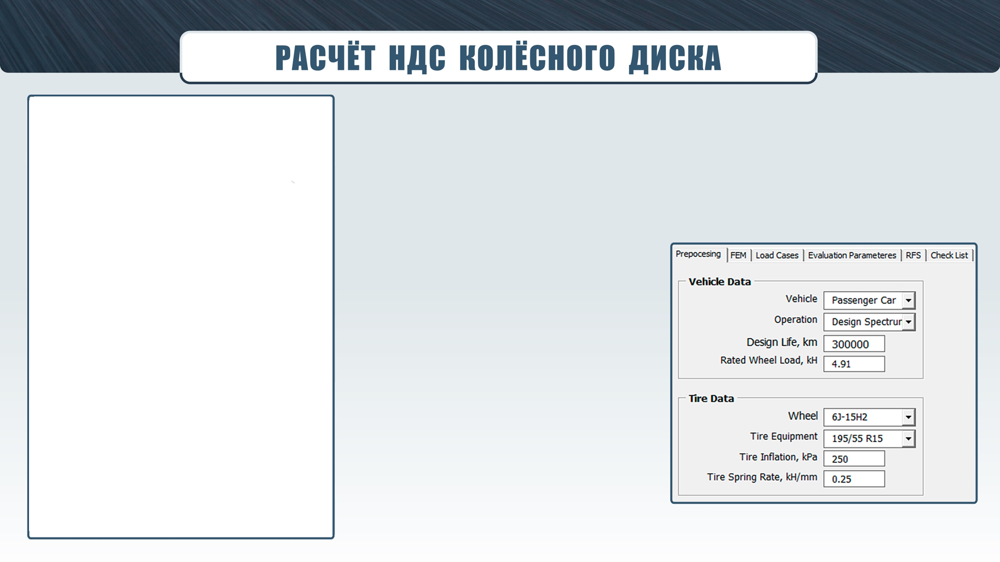 РАСЧЁТ НДС КОЛЁСНОГО ДИСКА
Prepocesing FEM Load Cases Evaluation Parameteres RFS Check List
Vehicle Data
Vehicle Passenger Car
Operation Design Spectrur
Design Life, km 300000
Rated Wheel Load, kH 4.91
Tire Data
Wheel 6J-15H2
Tire Equipment 195/55 R15
Tire Inflation, kPa 250
Tire Spring Rate, kH/mm 0.25